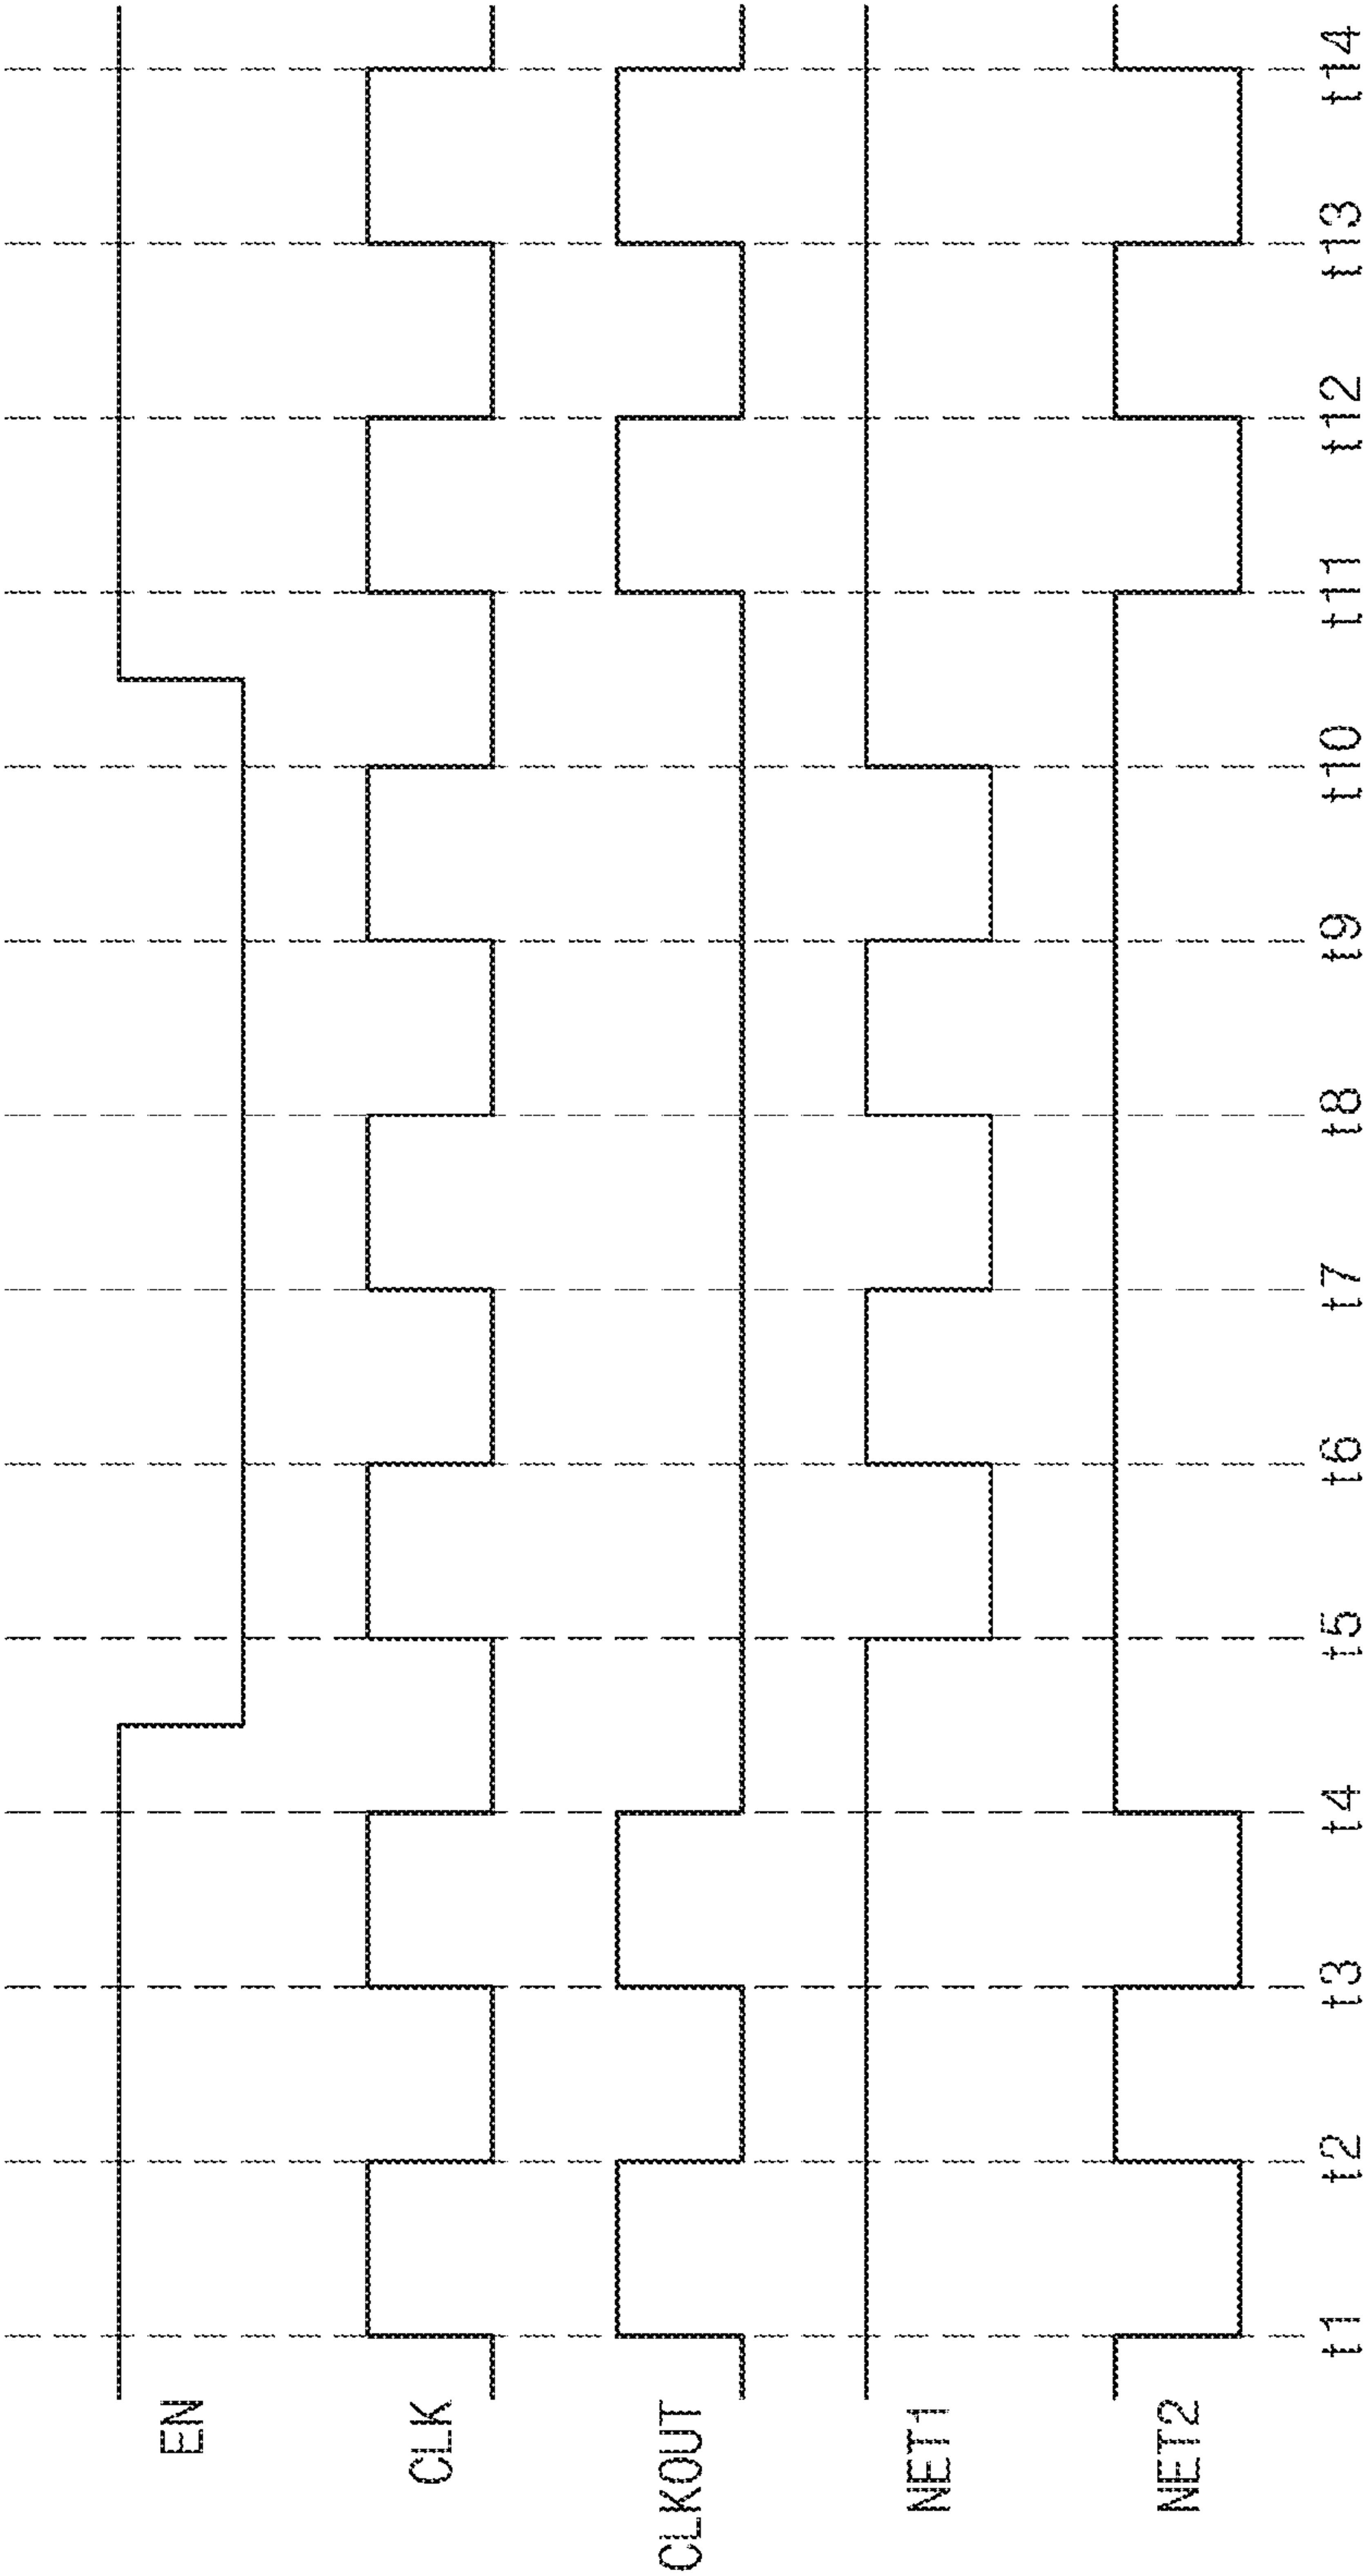 EN
CLK
CLKOUT
NET1
NET2
t1 t2 t3 t4 t5 t6 t7 t8 t9 t10 t11 t12 t13 t14